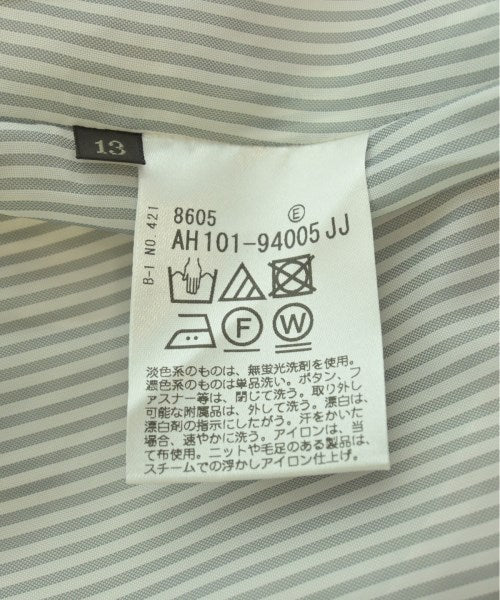 13
B-I NO. 421
8605 E
AH101-94005 JJ
F W
淡色系のものは、無蛍光洗剤を使用。
濃色系のものは単品洗い。ボタン、フ
ァスナー等は、閉じて洗う。取り外し
可能な附属品は、外して洗う。漂白は、
漂白剤の指示にしたがう。汗をかいた
場合、速やかに洗う。アイロンは、当
て布使用。ニットや毛足のある製品は、
スチームでの浮かしアイロン仕上げ。